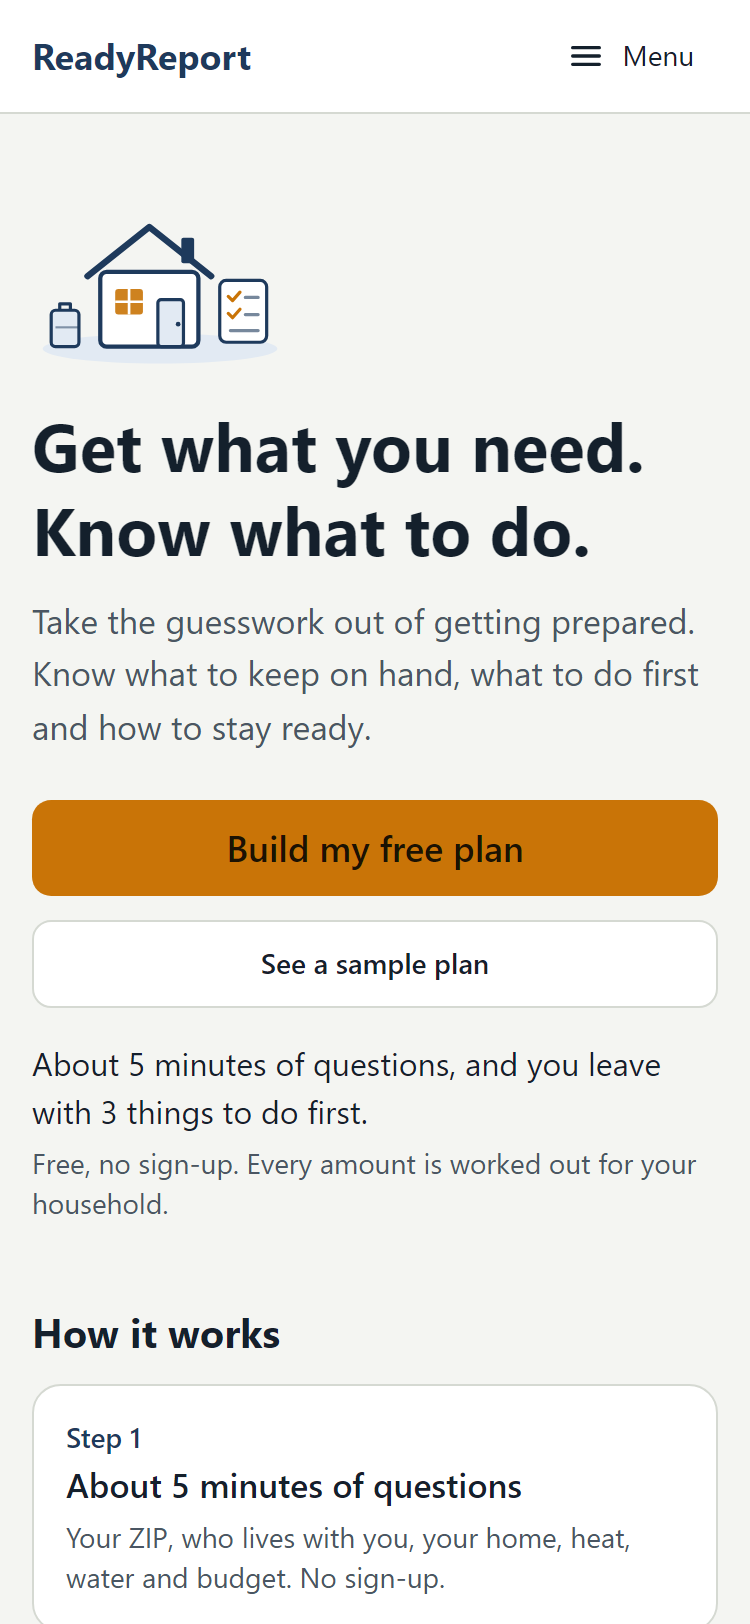 ReadyReport
Menu
Get what you need.
Know what to do.
Take the guesswork out of getting prepared.
Know what to keep on hand, what to do first
and how to stay ready.
Build my free plan
See a sample plan
About 5 minutes of questions, and you leave
with 3 things to do first.
Free, no sign-up. Every amount is worked out for your
household.
How it works
Step 1
About 5 minutes of questions
Your ZIP, who lives with you, your home, heat,
water and budget. No sign-up.